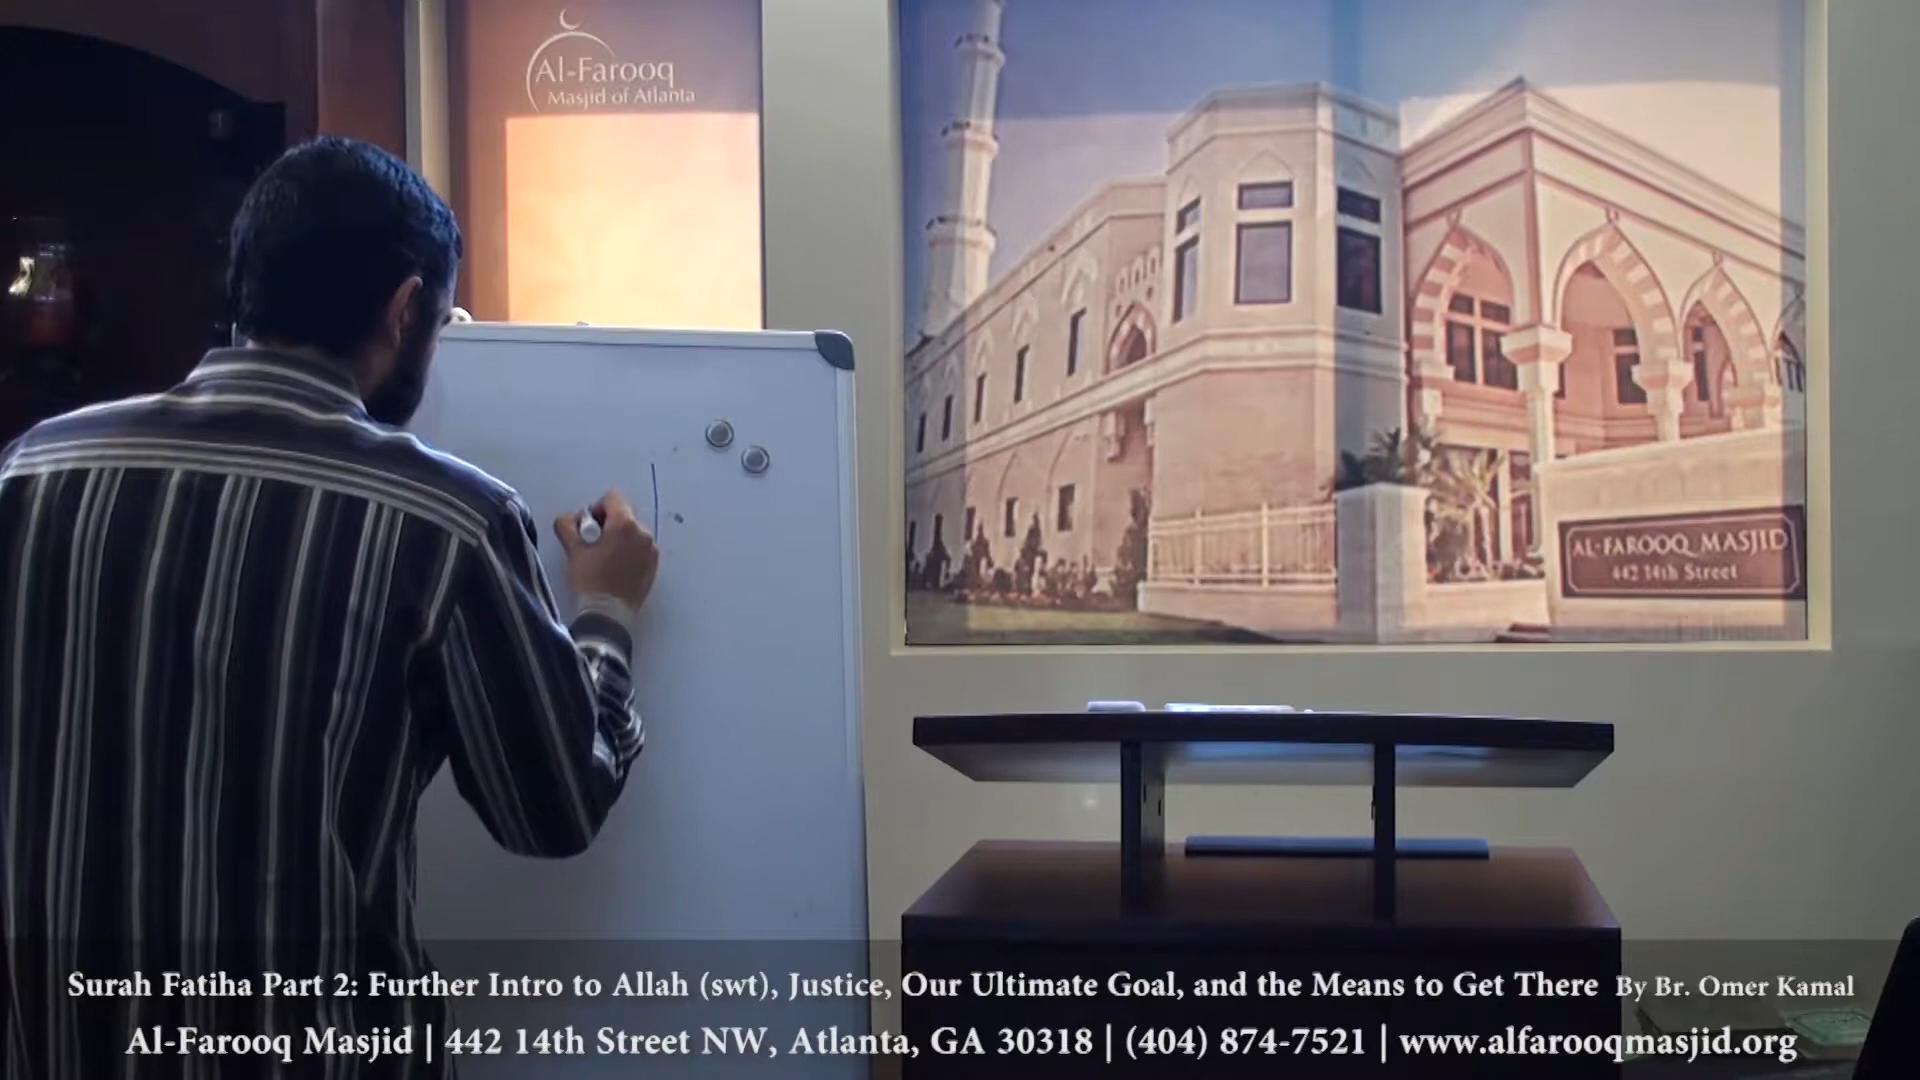 Al-Farooq
Masjid of Atlanta
AL-FAROOQ MASJID
442 14th Street
Surah Fatiha Part 2: Further Intro to Allah (swt), Justice, Our Ultimate Goal, and the Means to Get There By Br. Omer Kamal
Al-Farooq Masjid | 442 14th Street NW, Atlanta, GA 30318 | (404) 874-7521 | www.alfarooqmasjid.org